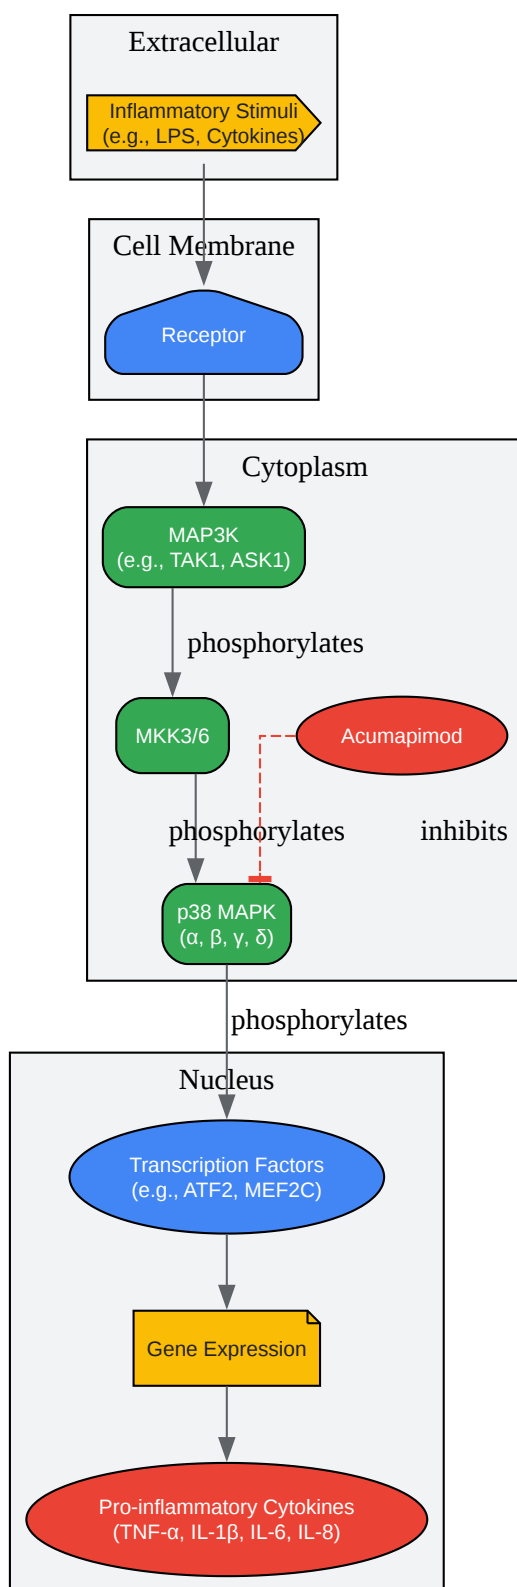 Extracellular
Inflammatory Stimuli
(e.g., LPS, Cytokines)
Cell Membrane
Receptor
Cytoplasm
MAP3K
(e.g., TAK1, ASK1)
phosphorylates
MKK3/6
Acumapimod
phosphorylates
inhibits
p38 MAPK
(α, β, γ, δ)
phosphorylates
Nucleus
Transcription Factors
(e.g., ATF2, MEF2C)
Gene Expression
Pro-inflammatory Cytokines
(TNF-α, IL-1β, IL-6, IL-8)